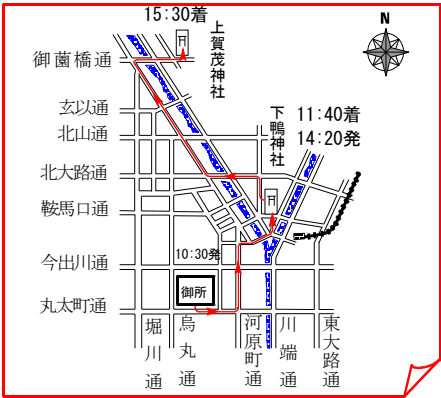 15:30着
上賀茂神社
N
御薗橋通
玄以通
北山通
北大路通
鞍馬口通
今出川通
丸太町通
下鴨神社
11:40着
14:20発
10:30発
御所
堀川通
烏丸通
河原町通
川端通
東大路通